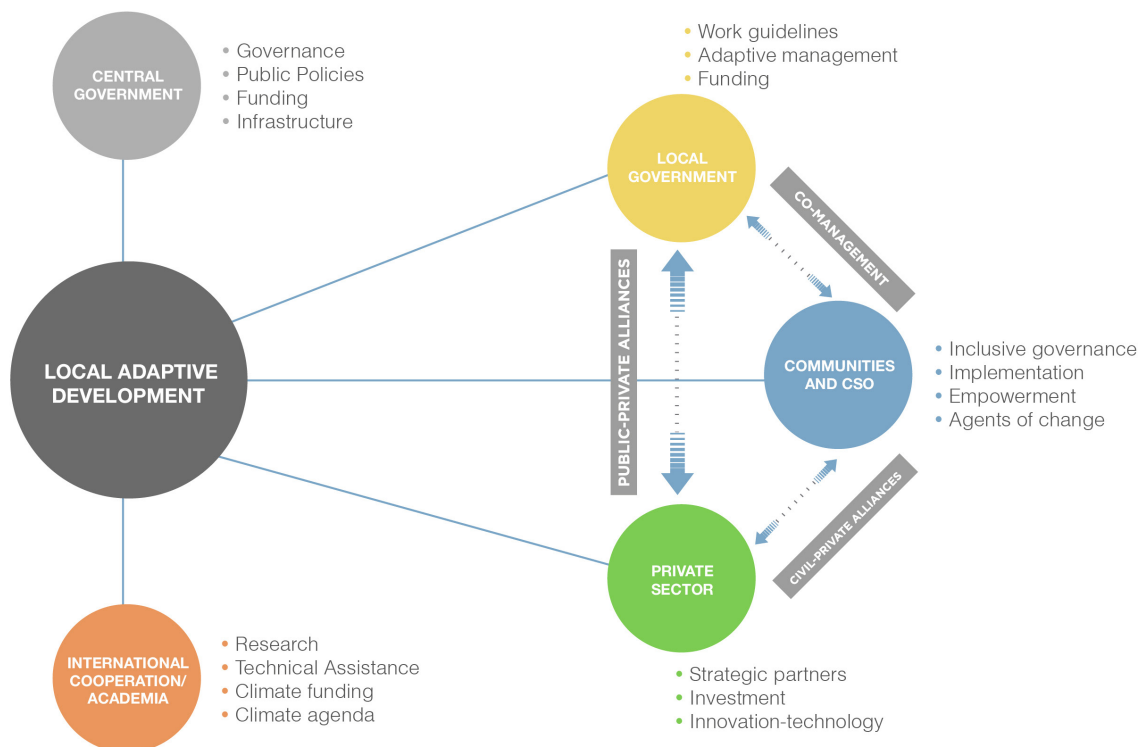 CENTRAL
GOVERNMENT
• Governance
• Public Policies
• Funding
• Infrastructure
• Work guidelines
• Adaptive management
• Funding
LOCAL
GOVERNMENT
CO-MANAGEMENT
PUBLIC-PRIVATE ALLIANCES
LOCAL ADAPTIVE
DEVELOPMENT
COMMUNITIES
AND CSO
• Inclusive governance
• Implementation
• Empowerment
• Agents of change
CIVIL-PRIVATE ALLIANCES
PRIVATE
SECTOR
INTERNATIONAL
COOPERATION/
ACADEMIA
• Research
• Technical Assistance
• Climate funding
• Climate agenda
• Strategic partners
• Investment
• Innovation-technology